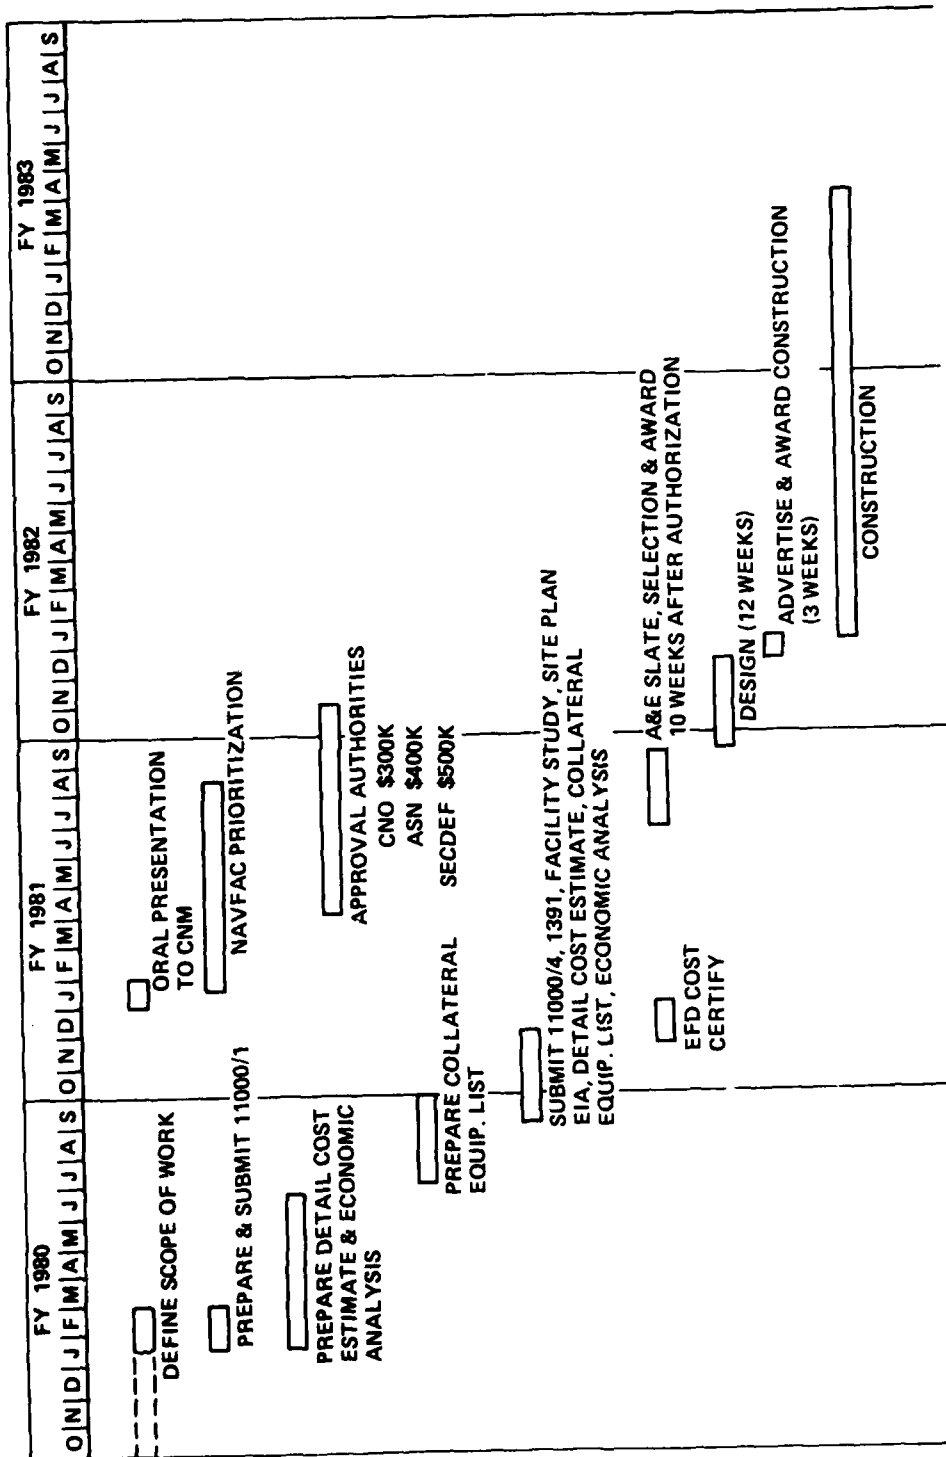 FY 1980
FY 1981
FY 1982
FY 1983
O|N|D|J|F|M|A|M|J|J|A|S
O|N|D|J|F|M|A|M|J|J|A|S
O|N|D|J|F|M|A|M|J|J|A|S
O|N|D|J|F|M|A|M|J|J|A|S
DEFINE SCOPE OF WORK
ORAL PRESENTATION
TO CNM
PREPARE & SUBMIT 11000/1
NAVFAC PRIORITIZATION
PREPARE DETAIL COST
ESTIMATE & ECONOMIC
ANALYSIS
APPROVAL AUTHORITIES
CNO $300K
ASN $400K
SECDEF $500K
PREPARE COLLATERAL
EQUIP. LIST
SUBMIT 11000/4, 1391, FACILITY STUDY, SITE PLAN
EIA, DETAIL COST ESTIMATE, COLLATERAL
EQUIP. LIST, ECONOMIC ANALYSIS
EFD COST
CERTIFY
A&E SLATE, SELECTION & AWARD
10 WEEKS AFTER AUTHORIZATION
DESIGN (12 WEEKS)
ADVERTISE & AWARD CONSTRUCTION
(3 WEEKS)
CONSTRUCTION